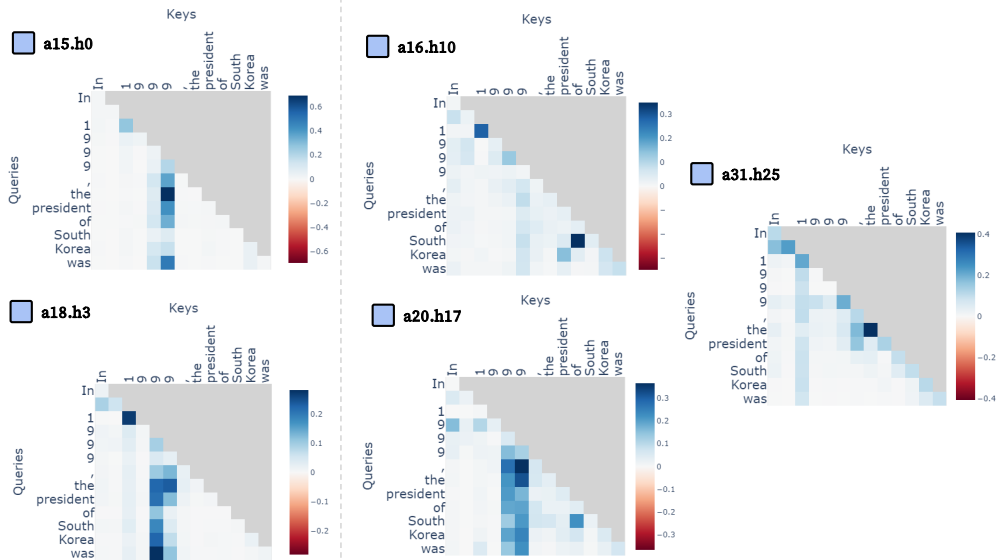 Keys
a15.h0
In
1
9
9
9
,
the
president
of
South
Korea
was
In
1
9
9
9
,
the
president
of
South
Korea
was
Queries
0.6
0.4
0.2
0
−0.2
−0.4
−0.6
Keys
a16.h10
In
1
9
9
9
,
the
president
of
South
Korea
was
In
1
9
9
9
,
the
president
of
South
Korea
was
Queries
0.3
0.2
0.1
0
−
−
−
Keys
a31.h25
In
1
9
9
9
,
the
president
of
South
Korea
was
In
1
9
9
9
,
the
president
of
South
Korea
was
Queries
0.4
0.2
0
−0.2
−0.4
Keys
a18.h3
In
1
9
9
9
,
the
president
of
South
Korea
was
In
1
9
9
,
the
president
of
South
Korea
was
Queries
0.2
0.1
0
−0.1
−0.2
Keys
a20.h17
In
1
9
9
9
,
the
president
of
South
Korea
was
In
1
9
9
9
,
the
president
of
South
Korea
was
Queries
0.3
0.2
0.1
0
−0.1
−0.2
−0.3